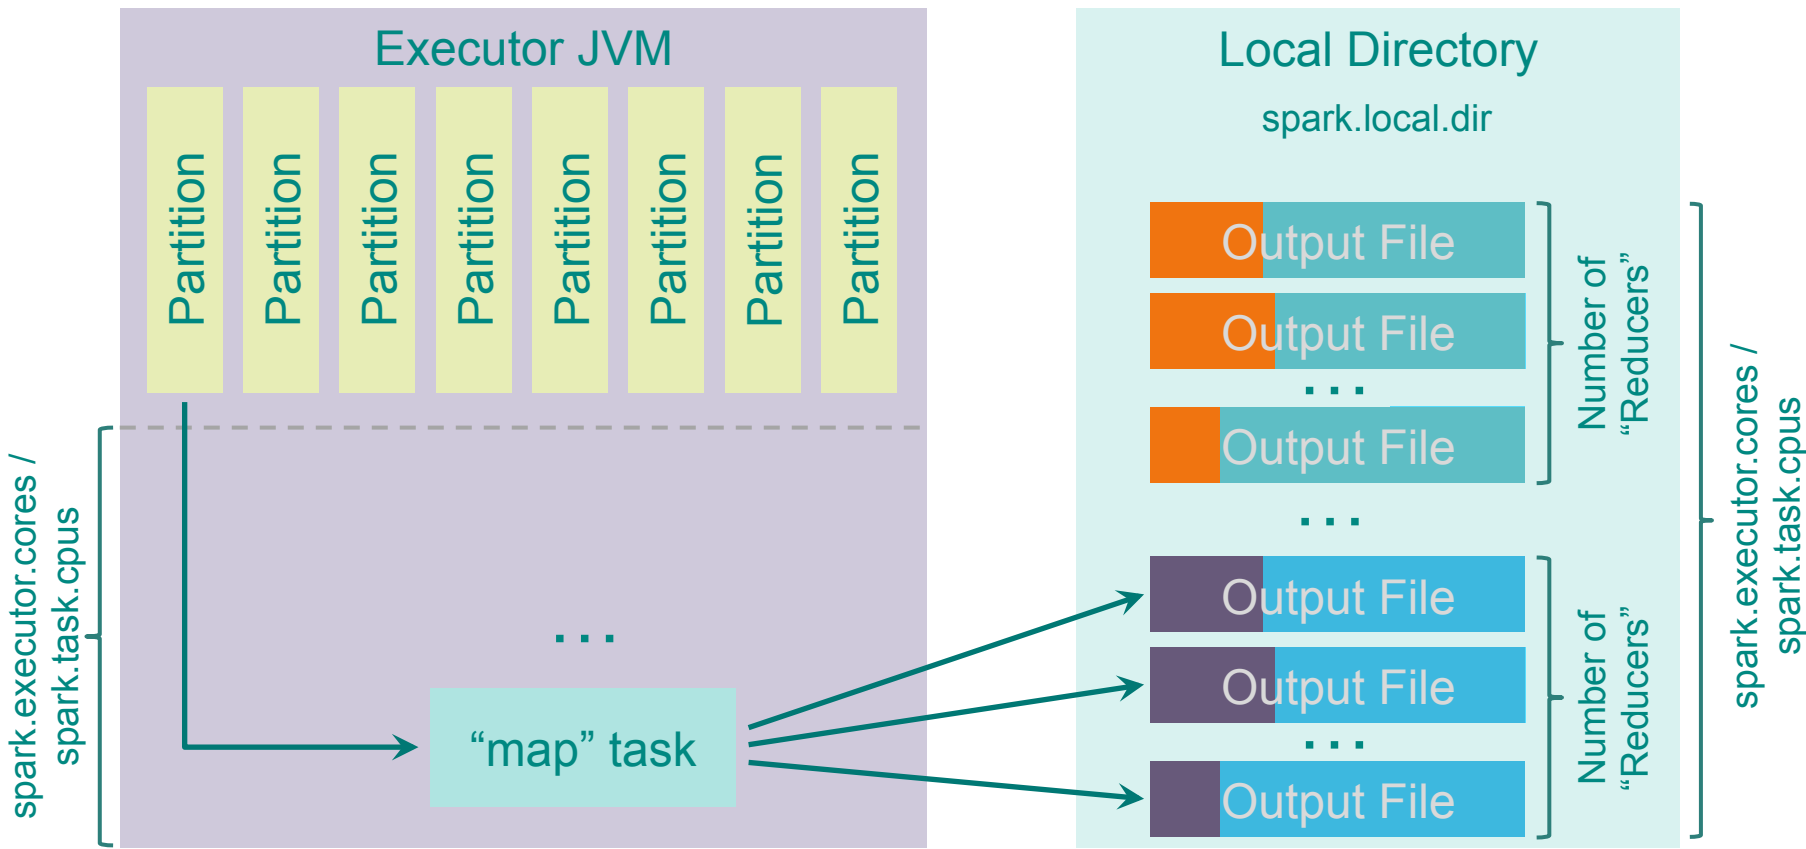 Executor JVM
Partition
Partition
Partition
Partition
Partition
Partition
Partition
Partition
spark.executor.cores /
spark.task.cpus
...
“map” task
Local Directory
spark.local.dir
Output File
Output File
...
Output File
Number of
“Reducers”
...
Output File
Output File
...
Output File
Number of
“Reducers”
spark.executor.cores /
spark.task.cpus